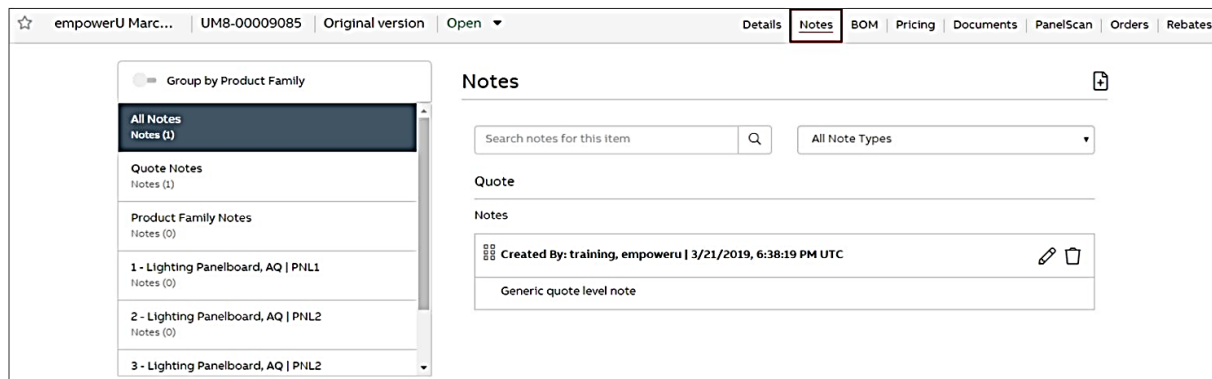 empowerU Marc... | UM8-00009085 | Original version | Open Details Notes BOM | Pricing | Documents | PanelScan | Orders | Rebates
Group by Product Family
All Notes
Notes (1)
Quote Notes
Notes (1)
Product Family Notes
Notes (0)
1 - Lighting Panelboard, AQ | PNL1
Notes (0)
2 - Lighting Panelboard, AQ | PNL2
Notes (0)
3 - Lighting Panelboard, AQ | PNL2
Notes
Search notes for this item
All Note Types
Quote
Notes
Created By: training, empoweru | 3/21/2019, 6:38:19 PM UTC
Generic quote level note